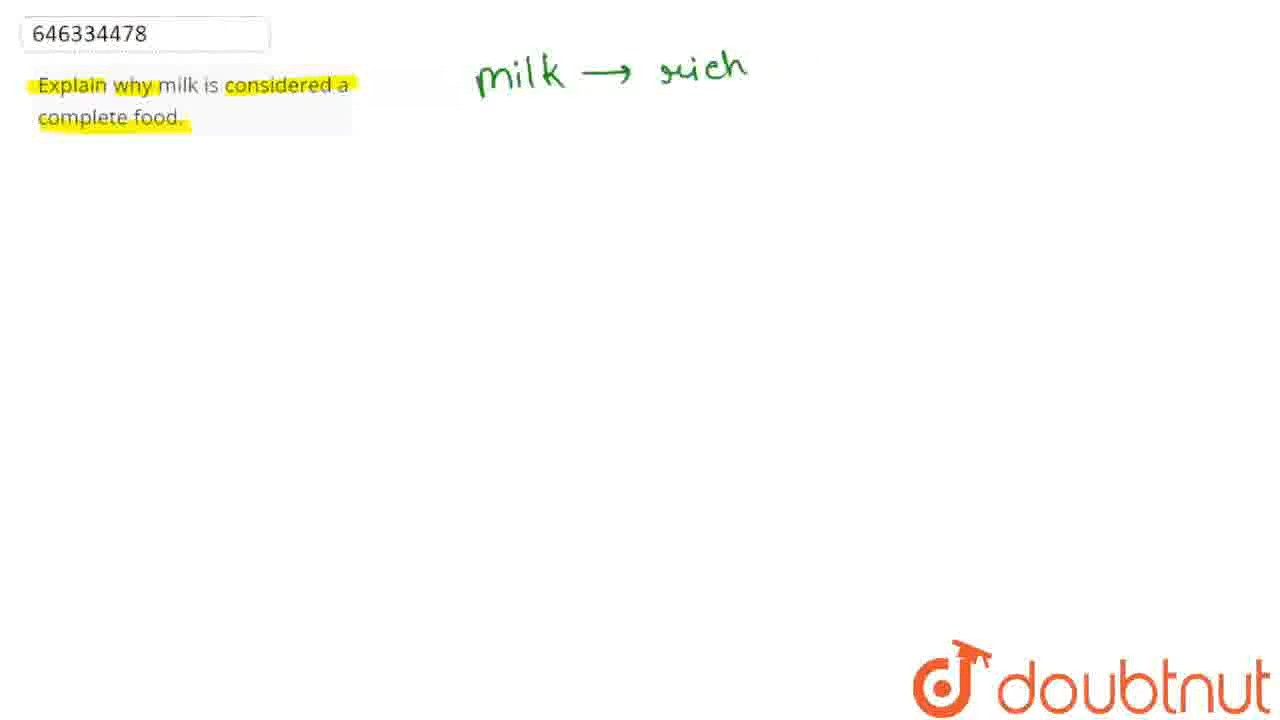 646334478
Explain why milk is considered a
complete food.
milk → rich
doubtnut